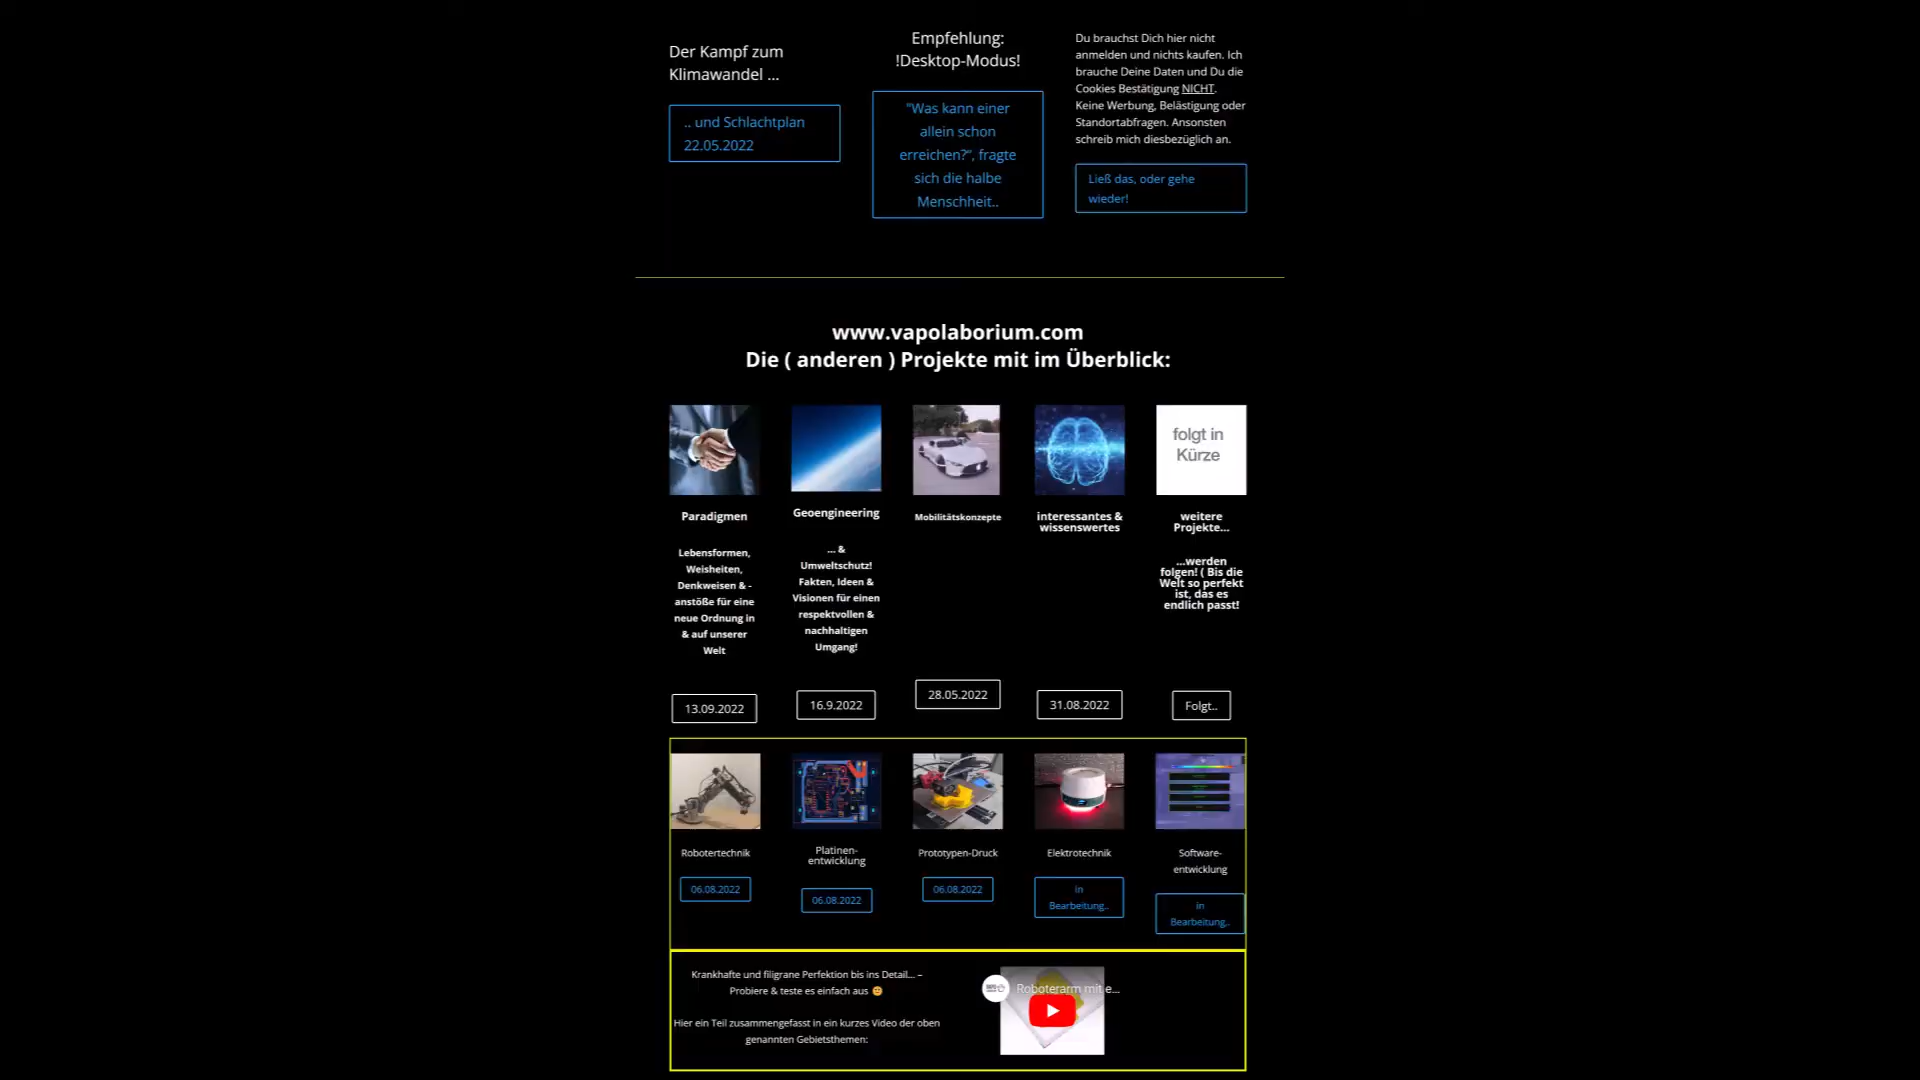 Der Kampf zum
Klimawandel ...
.. und Schlachtplan
22.05.2022
Empfehlung:
!Desktop-Modus!
"Was kann einer
allein schon
erreichen?", fragte
sich die halbe
Menschheit..
Du brauchst Dich hier nicht
anmelden und nichts kaufen. Ich
brauche Deine Daten und Du die
Cookies Bestätigung NICHT.
Keine Werbung, Belästigung oder
Standortabfragen. Ansonsten
schreib mich diesbezüglich an.
Ließ das, oder gehe
wieder!
www.vapolaborium.com
Die ( anderen ) Projekte mit im Überblick:
Paradigmen
Lebensformen,
Weisheiten,
Denkweisen & -
anstöße für eine
neue Ordnung in
& auf unserer
Welt
13.09.2022
Geoengineering
... &
Umweltschutz!
Fakten, Ideen &
Visionen für einen
respektvollen &
nachhaltigen
Umgang!
16.9.2022
Mobilitätskonzepte
28.05.2022
interessantes &
wissenswertes
31.08.2022
folgt in
Kürze
weitere
Projekte...
...werden
folgen! ( Bis die
Welt so perfekt
ist, das es
endlich passt!
Folgt..
Robotertechnik
06.08.2022
Platinen-
entwicklung
06.08.2022
Prototypen-Druck
06.08.2022
Elektrotechnik
in
Bearbeitung..
Software-
entwicklung
in
Bearbeitung..
Krankhafte und filigrane Perfektion bis ins Detail... –
Probiere & teste es einfach aus 🙂
Hier ein Teil zusammengefasst in ein kurzes Video der oben
genannten Gebietsthemen:
Roboterarm mit e...